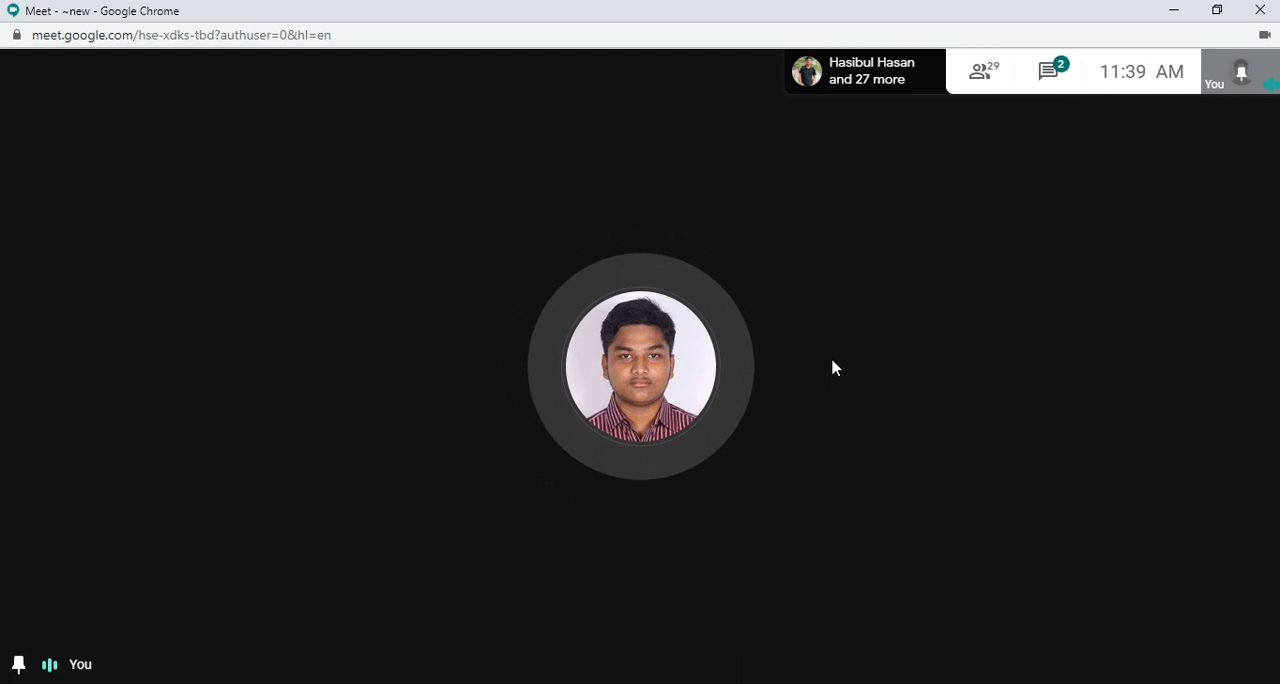 Meet - ~new - Google Chrome
meet.google.com/hse-xdks-tbd?authuser=0&hl=en
Hasibul Hasan
and 27 more
29
2
11:39 AM
You
You